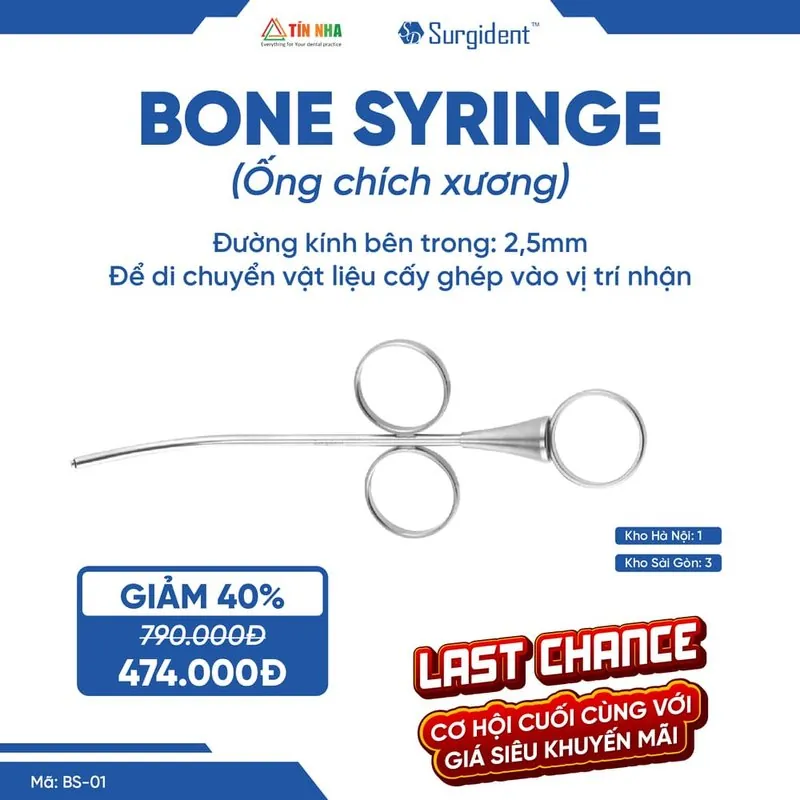 TÍN NHA
Everything for Your dental practice
Surgident™
BONE SYRINGE
(Ống chích xương)
Đường kính bên trong: 2,5mm
Để di chuyển vật liệu cấy ghép vào vị trí nhận
Surgident
Kho Hà Nội: 1
Kho Sài Gòn: 3
GIẢM 40%
790.000Đ
474.000Đ
LAST CHANCE
CƠ HỘI CUỐI CÙNG VỚI
GIÁ SIÊU KHUYẾN MÃI
Mã: BS-01